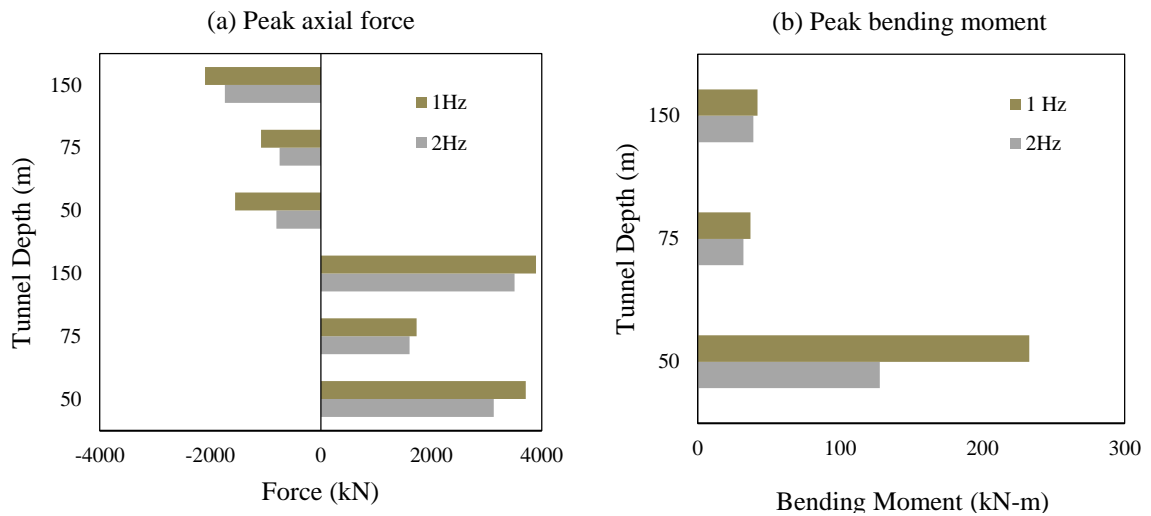 (a) Peak axial force
150
75
50
150
75
50
Tunnel Depth (m)
1Hz
2Hz
-4000 -2000 0 2000 4000
Force (kN)
(b) Peak bending moment
150
75
50
Tunnel Depth (m)
1 Hz
2Hz
0 100 200 300
Bending Moment (kN-m)